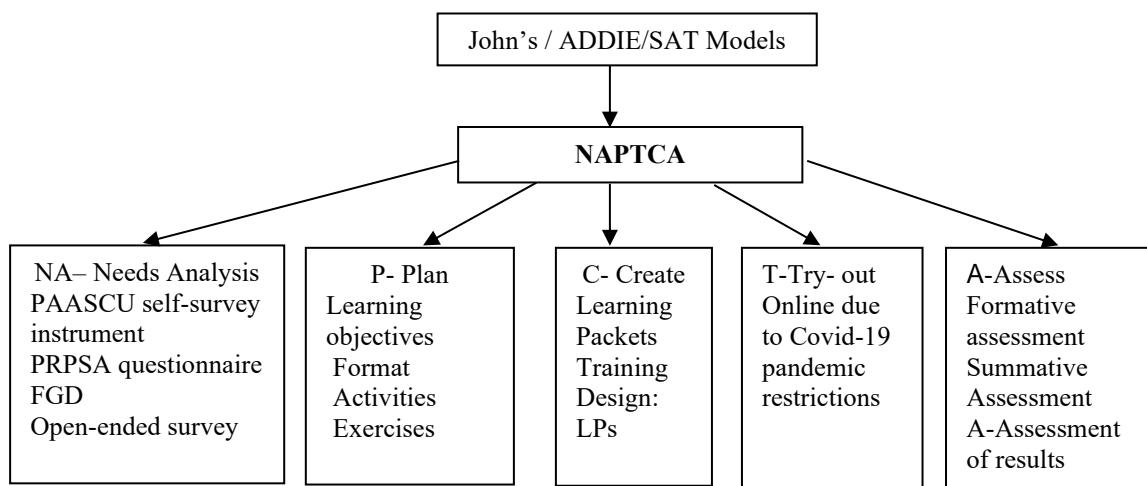 John’s / ADDIE/SAT Models
NAPTCA
NA– Needs Analysis
PAASCU self-survey
instrument
PRPSA questionnaire
FGD
Open-ended survey
P- Plan
Learning
objectives
Format
Activities
Exercises
C- Create
Learning
Packets
Training
Design:
LPs
T-Try- out
Online due
to Covid-19
pandemic
restrictions
A-Assess
Formative
assessment
Summative
Assessment
A-Assessment
of results